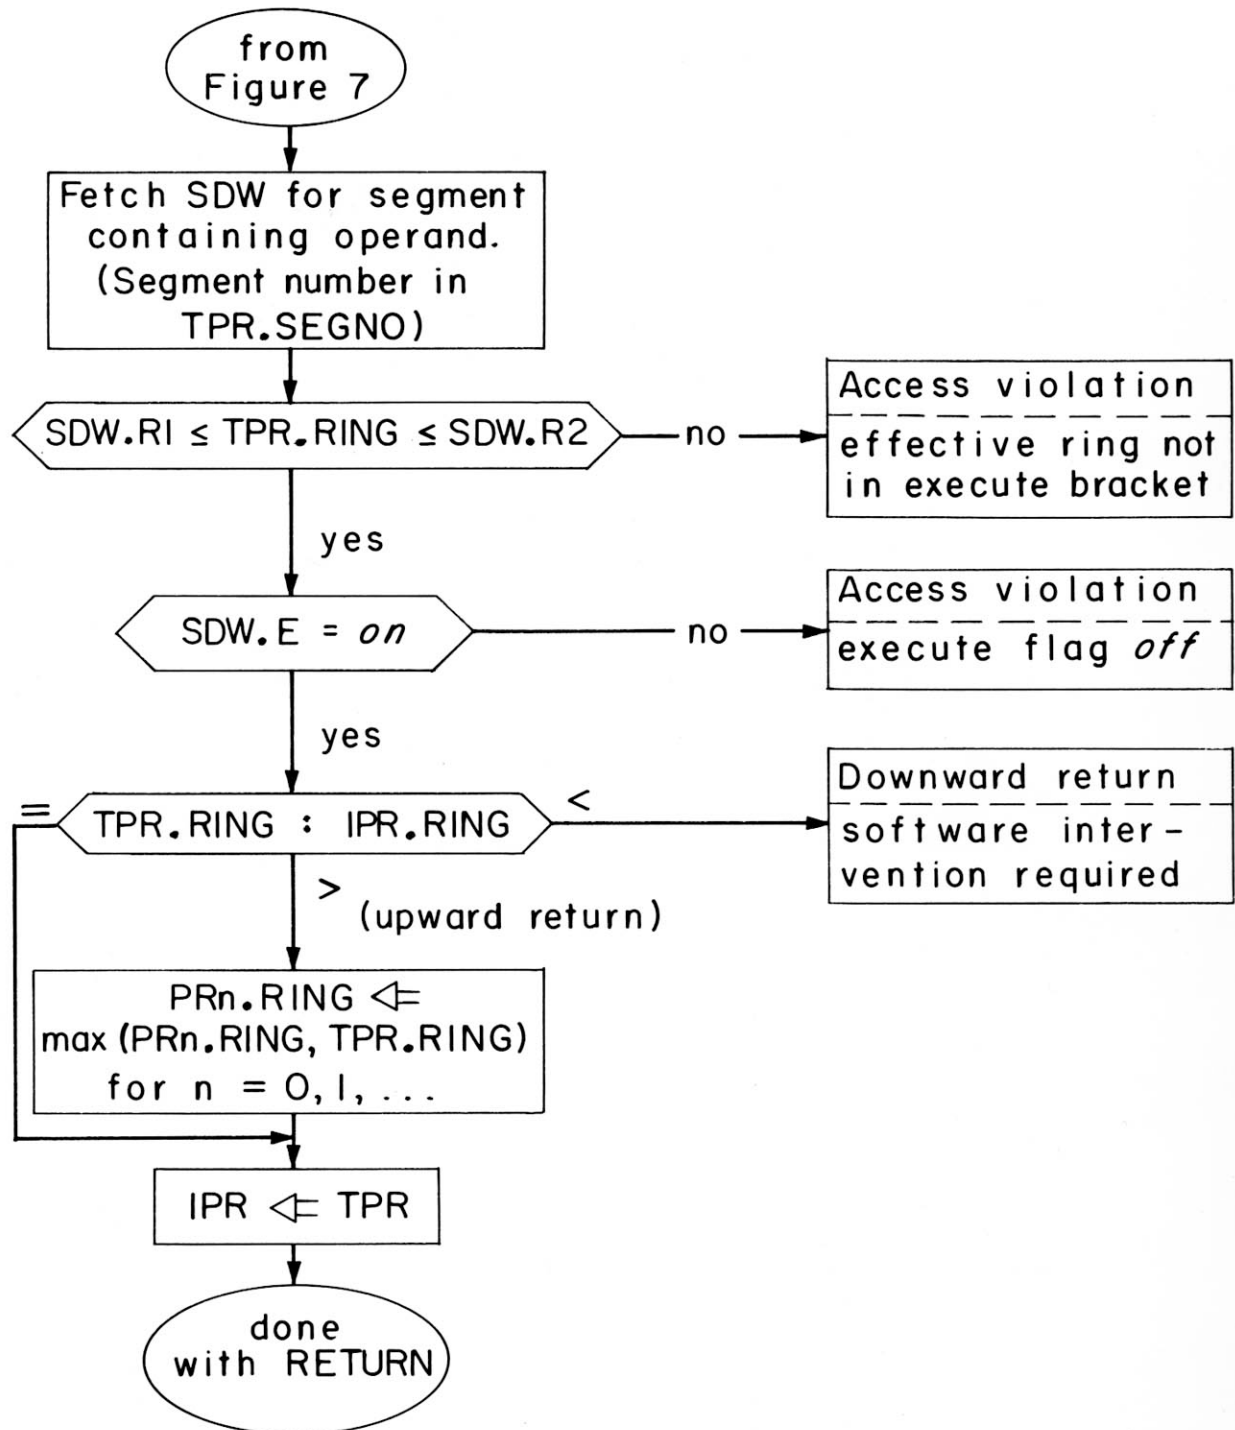 from
Figure 7
Fetch SDW for segment
containing operand.
(Segment number in
TPR.SEGNO)
SDW.R1 ≤ TPR.RING ≤ SDW.R2
no
Access violation
effective ring not
in execute bracket
yes
SDW.E = on
no
Access violation
execute flag off
yes
=
TPR.RING : IPR.RING
<
Downward return
software inter-
vention required
>
(upward return)
PRn.RING ⇐
max (PRn.RING, TPR.RING)
for n = 0, 1, ...
IPR ⇐ TPR
done
with RETURN